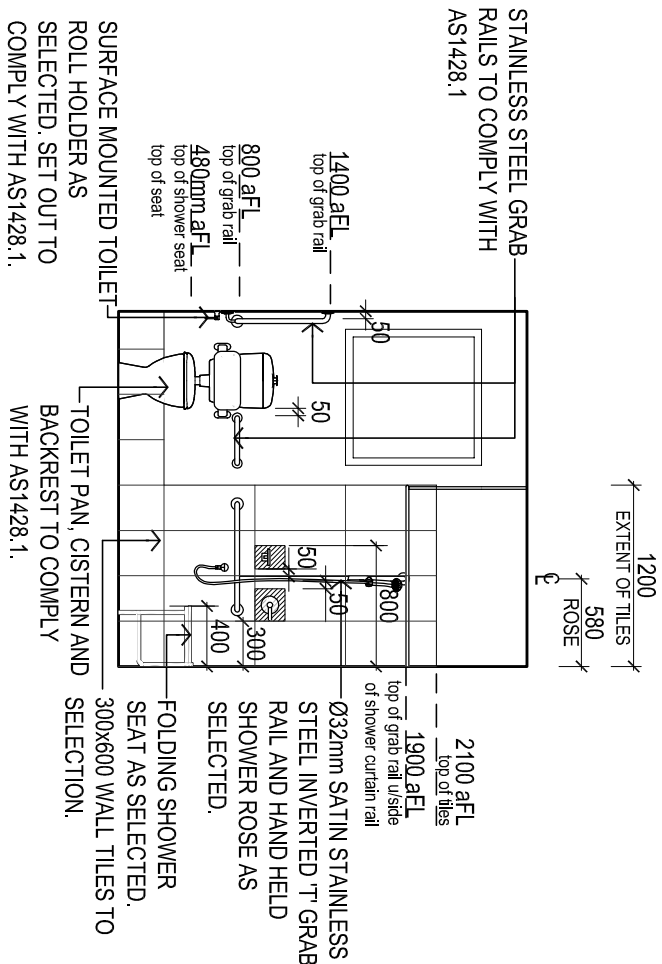 STAINLESS STEEL GRAB
RAILS TO COMPLY WITH
AS1428.1
1400 aFL
top of grab rail
800 aFL
top of grab rail
480mm aFL
top of shower seat
top of seat
SURFACE MOUNTED TOILET
ROLL HOLDER AS
SELECTED. SET OUT TO
COMPLY WITH AS1428.1.
50
50
TOILET PAN, CISTERN AND
BACKREST TO COMPLY
WITH AS1428.1.
1200
EXTENT OF TILES
580
ROSE
℄
50
50
800
300
400
2100 aFL
top of tiles
1900 aFL
top of grab rail u/side
of shower curtain rail
Ø32mm SATIN STAINLESS
STEEL INVERTED 'T' GRAB
RAIL AND HAND HELD
SHOWER ROSE AS
SELECTED.
FOLDING SHOWER
SEAT AS SELECTED.
300x600 WALL TILES TO
SELECTION.